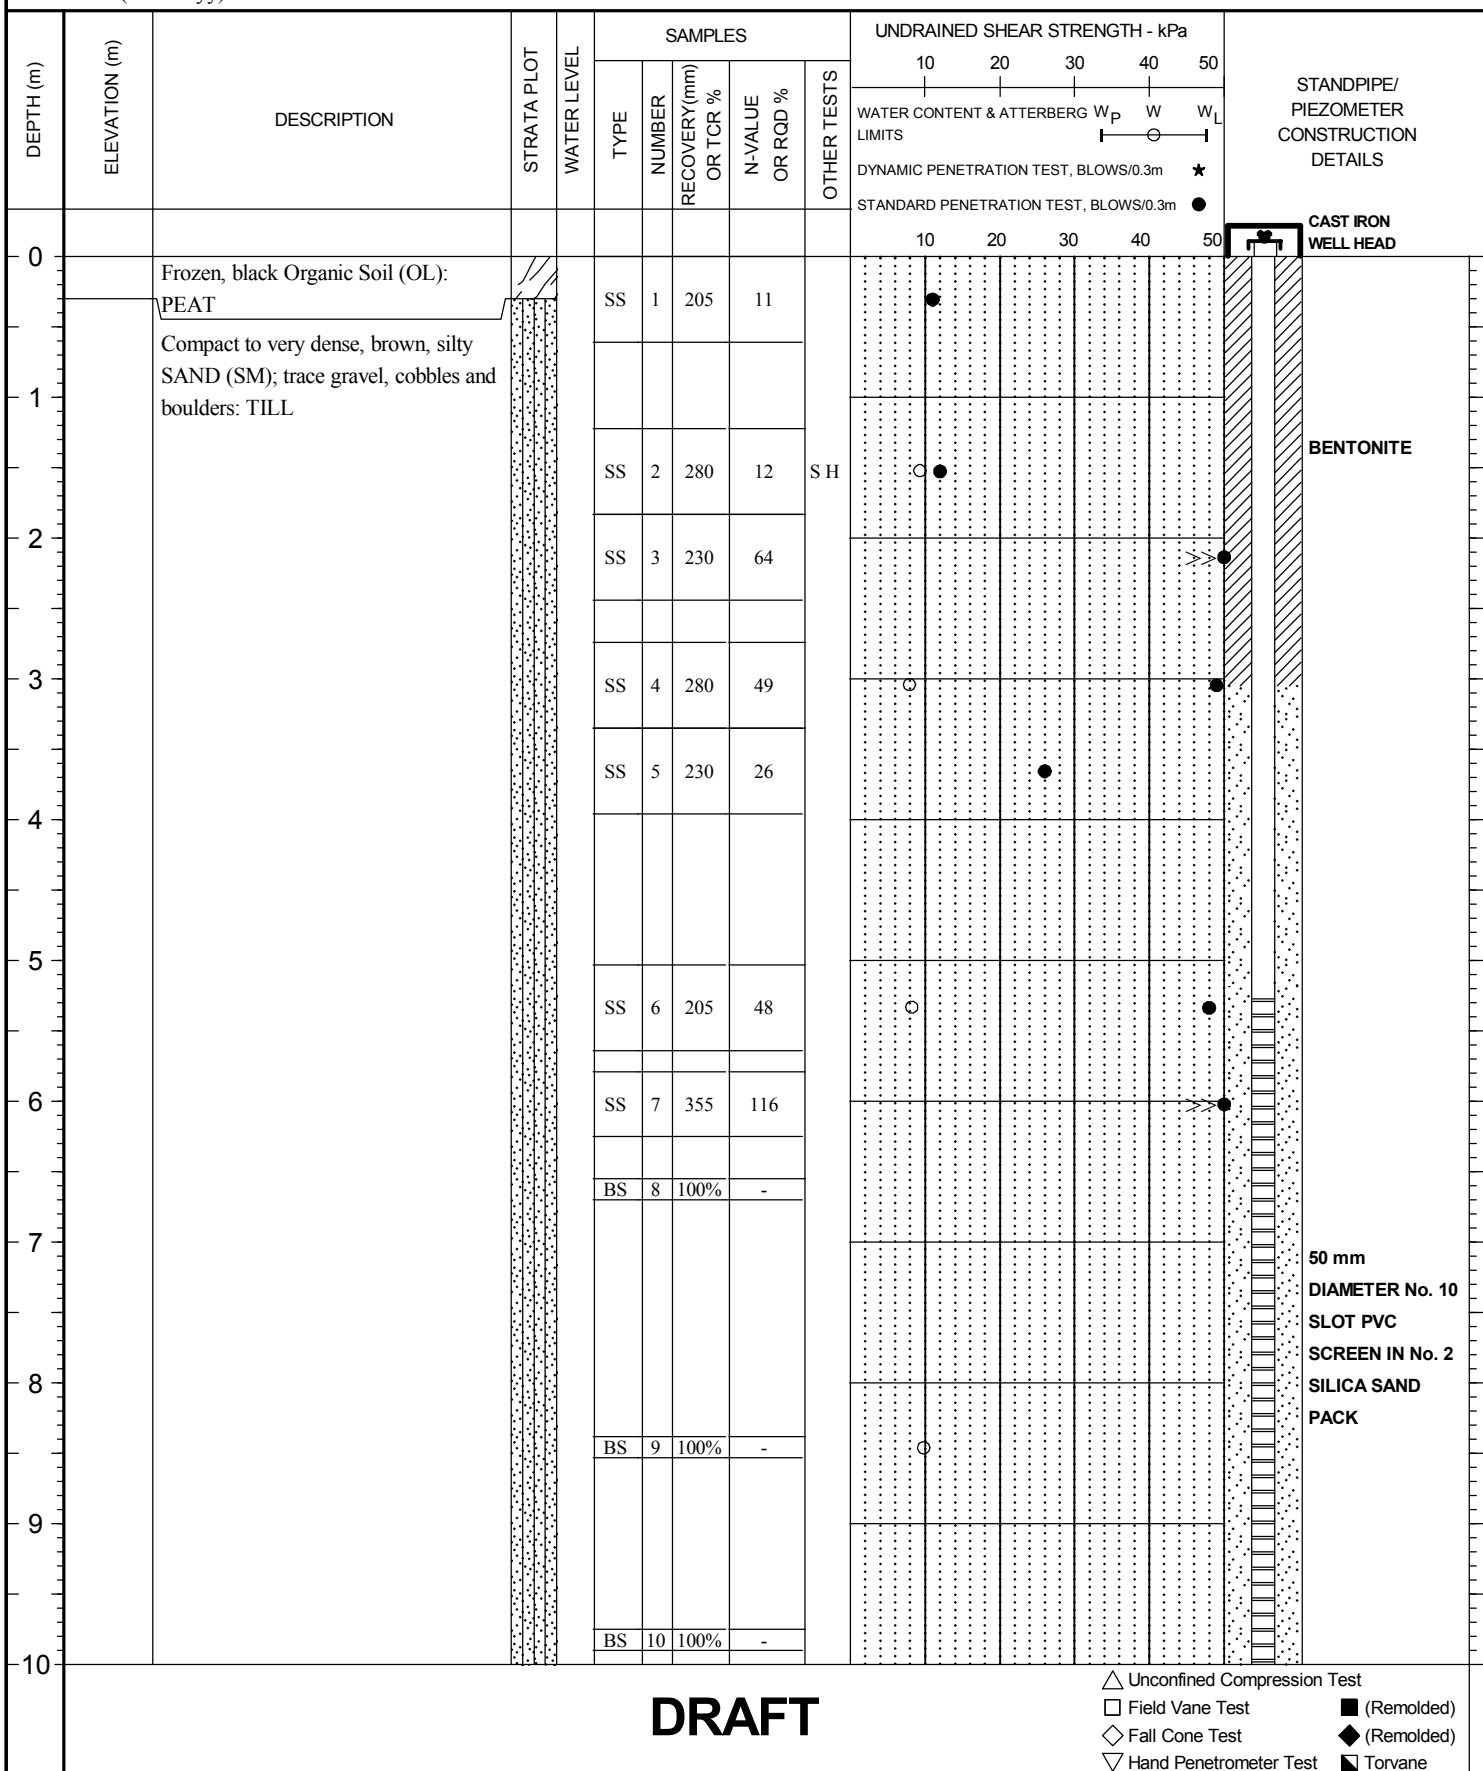 DEPTH (m)
ELEVATION (m)
DESCRIPTION
STRATA PLOT
WATER LEVEL
SAMPLES
TYPE
NUMBER
RECOVERY(mm)
OR TCR %
N-VALUE
OR RQD %
OTHER TESTS
UNDRAINED SHEAR STRENGTH - kPa
10 20 30 40 50
WATER CONTENT & ATTERBERG WP W WL
LIMITS
DYNAMIC PENETRATION TEST, BLOWS/0.3m ★
STANDARD PENETRATION TEST, BLOWS/0.3m ●
10 20 30 40 50
STANDPIPE/
PIEZOMETER
CONSTRUCTION
DETAILS
CAST IRON
WELL HEAD
0
Frozen, black Organic Soil (OL):
PEAT
SS 1 205 11
Compact to very dense, brown, silty
SAND (SM); trace gravel, cobbles and
boulders: TILL
1
BENTONITE
SS 2 280 12 S H
2
SS 3 230 64
>>
3
SS 4 280 49
SS 5 230 26
4
5
SS 6 205 48
6
SS 7 355 116
>>
BS 8 100% -
7
50 mm
DIAMETER No. 10
SLOT PVC
SCREEN IN No. 2
SILICA SAND
PACK
8
BS 9 100% -
9
BS 10 100% -
10
DRAFT
△ Unconfined Compression Test
□ Field Vane Test ■ (Remolded)
◇ Fall Cone Test ◆ (Remolded)
▽ Hand Penetrometer Test Torvane